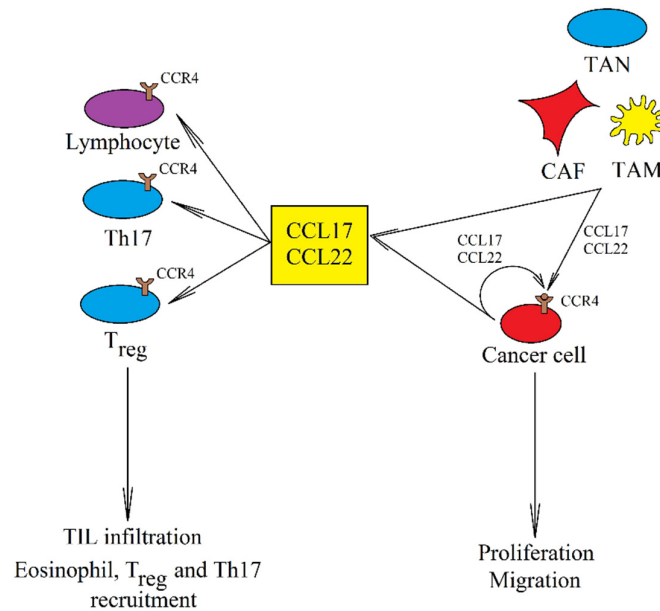 TAN
CAF
TAM
CCR4
Lymphocyte
CCR4
Th17
CCR4
Treg
CCL17
CCL22
CCL17
CCL22
CCL17
CCL22
CCR4
Cancer cell
TIL infiltration
Eosinophil, Treg and Th17
recruitment
Proliferation
Migration